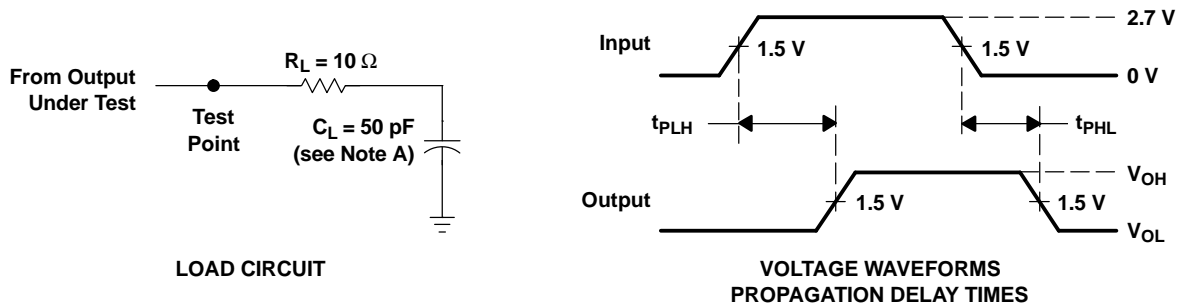 From Output
Under Test
Test
Point
R_L = 10 Ω
C_L = 50 pF
(see Note A)
LOAD CIRCUIT
Input
1.5 V
1.5 V
2.7 V
0 V
t_PLH
t_PHL
Output
1.5 V
1.5 V
V_OH
V_OL
VOLTAGE WAVEFORMS
PROPAGATION DELAY TIMES